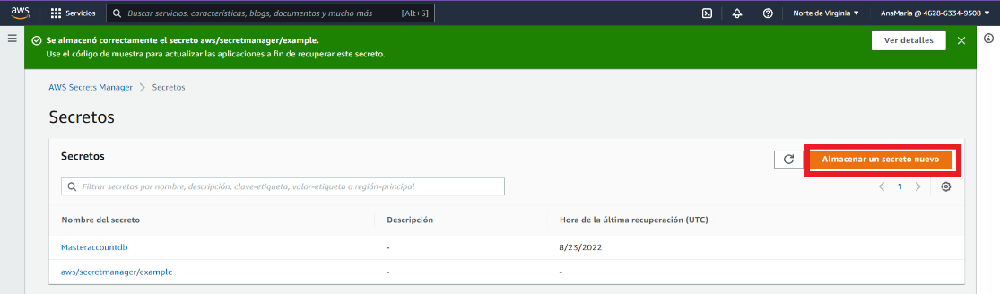 aws
Servicios
Buscar servicios, características, blogs, documentos y mucho más
[Alt+S]
Norte de Virginia
AnaMaria @ 4628-6334-9508
Se almacenó correctamente el secreto aws/secretmanager/example.
Use el código de muestra para actualizar las aplicaciones a fin de recuperar este secreto.
Ver detalles
AWS Secrets Manager
Secretos
Secretos
Secretos
Almacenar un secreto nuevo
Filtrar secretos por nombre, descripción, clave-etiqueta, valor-etiqueta o región-principal
1
Nombre del secreto
Descripción
Hora de la última recuperación (UTC)
Masteraccountdb
-
8/23/2022
aws/secretmanager/example
-
-